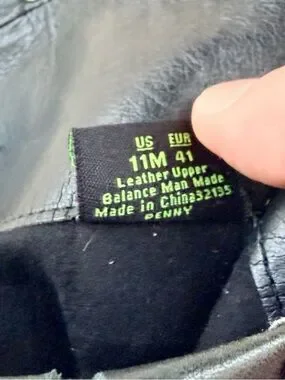 US EUR
11M 41
Leather Upper
Balance Man Made
Made in China32135
PENNY